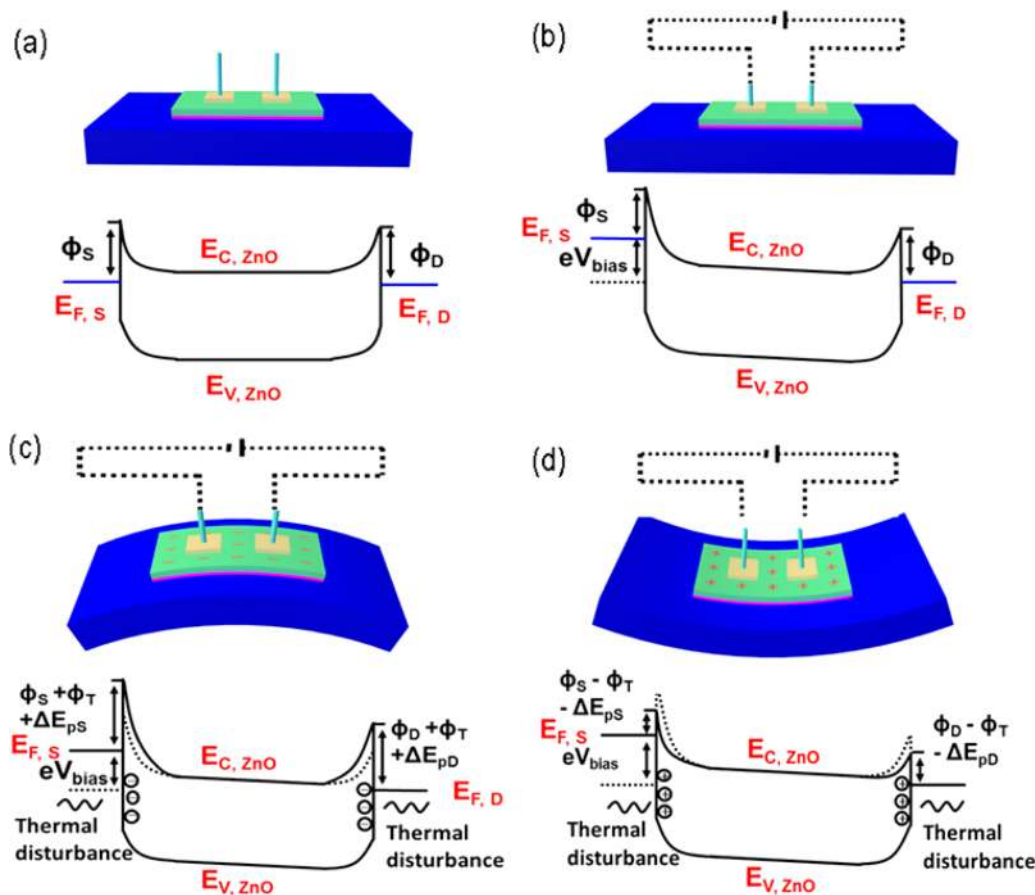 (a)
ϕS
EC, ZnO
ϕD
EF, S
EF, D
EV, ZnO
(b)
ϕS
EF, S
EC, ZnO
eVbias
ϕD
EF, D
EV, ZnO
(c)
ϕS +ϕT
+ΔEpS
EF, S
eVbias
EC, ZnO
ϕD +ϕT
+ΔEpD
EF, D
Thermal
disturbance
Thermal
disturbance
EV, ZnO
(d)
ϕS - ϕT
- ΔEpS
EF, S
eVbias
EC, ZnO
ϕD - ϕT
- ΔEpD
Thermal
disturbance
Thermal
disturbance
EV, ZnO